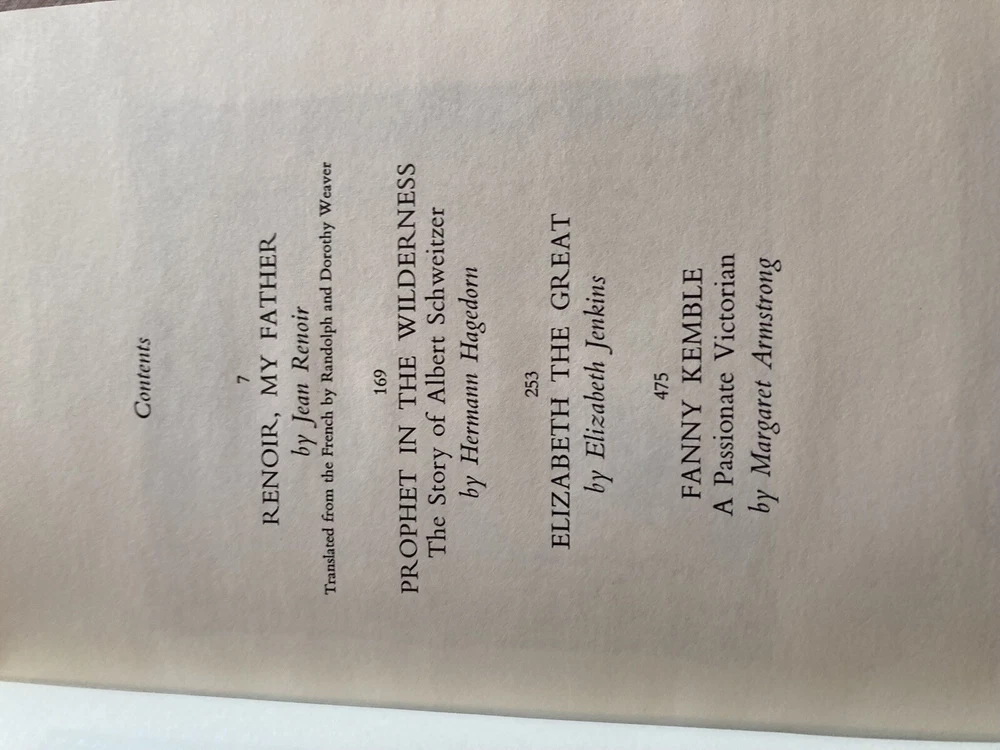 Contents
7
RENOIR, MY FATHER
by Jean Renoir
Translated from the French by Randolph and Dorothy Weaver
169
PROPHET IN THE WILDERNESS
The Story of Albert Schweitzer
by Hermann Hagedorn
253
ELIZABETH THE GREAT
by Elizabeth Jenkins
475
FANNY KEMBLE
A Passionate Victorian
by Margaret Armstrong